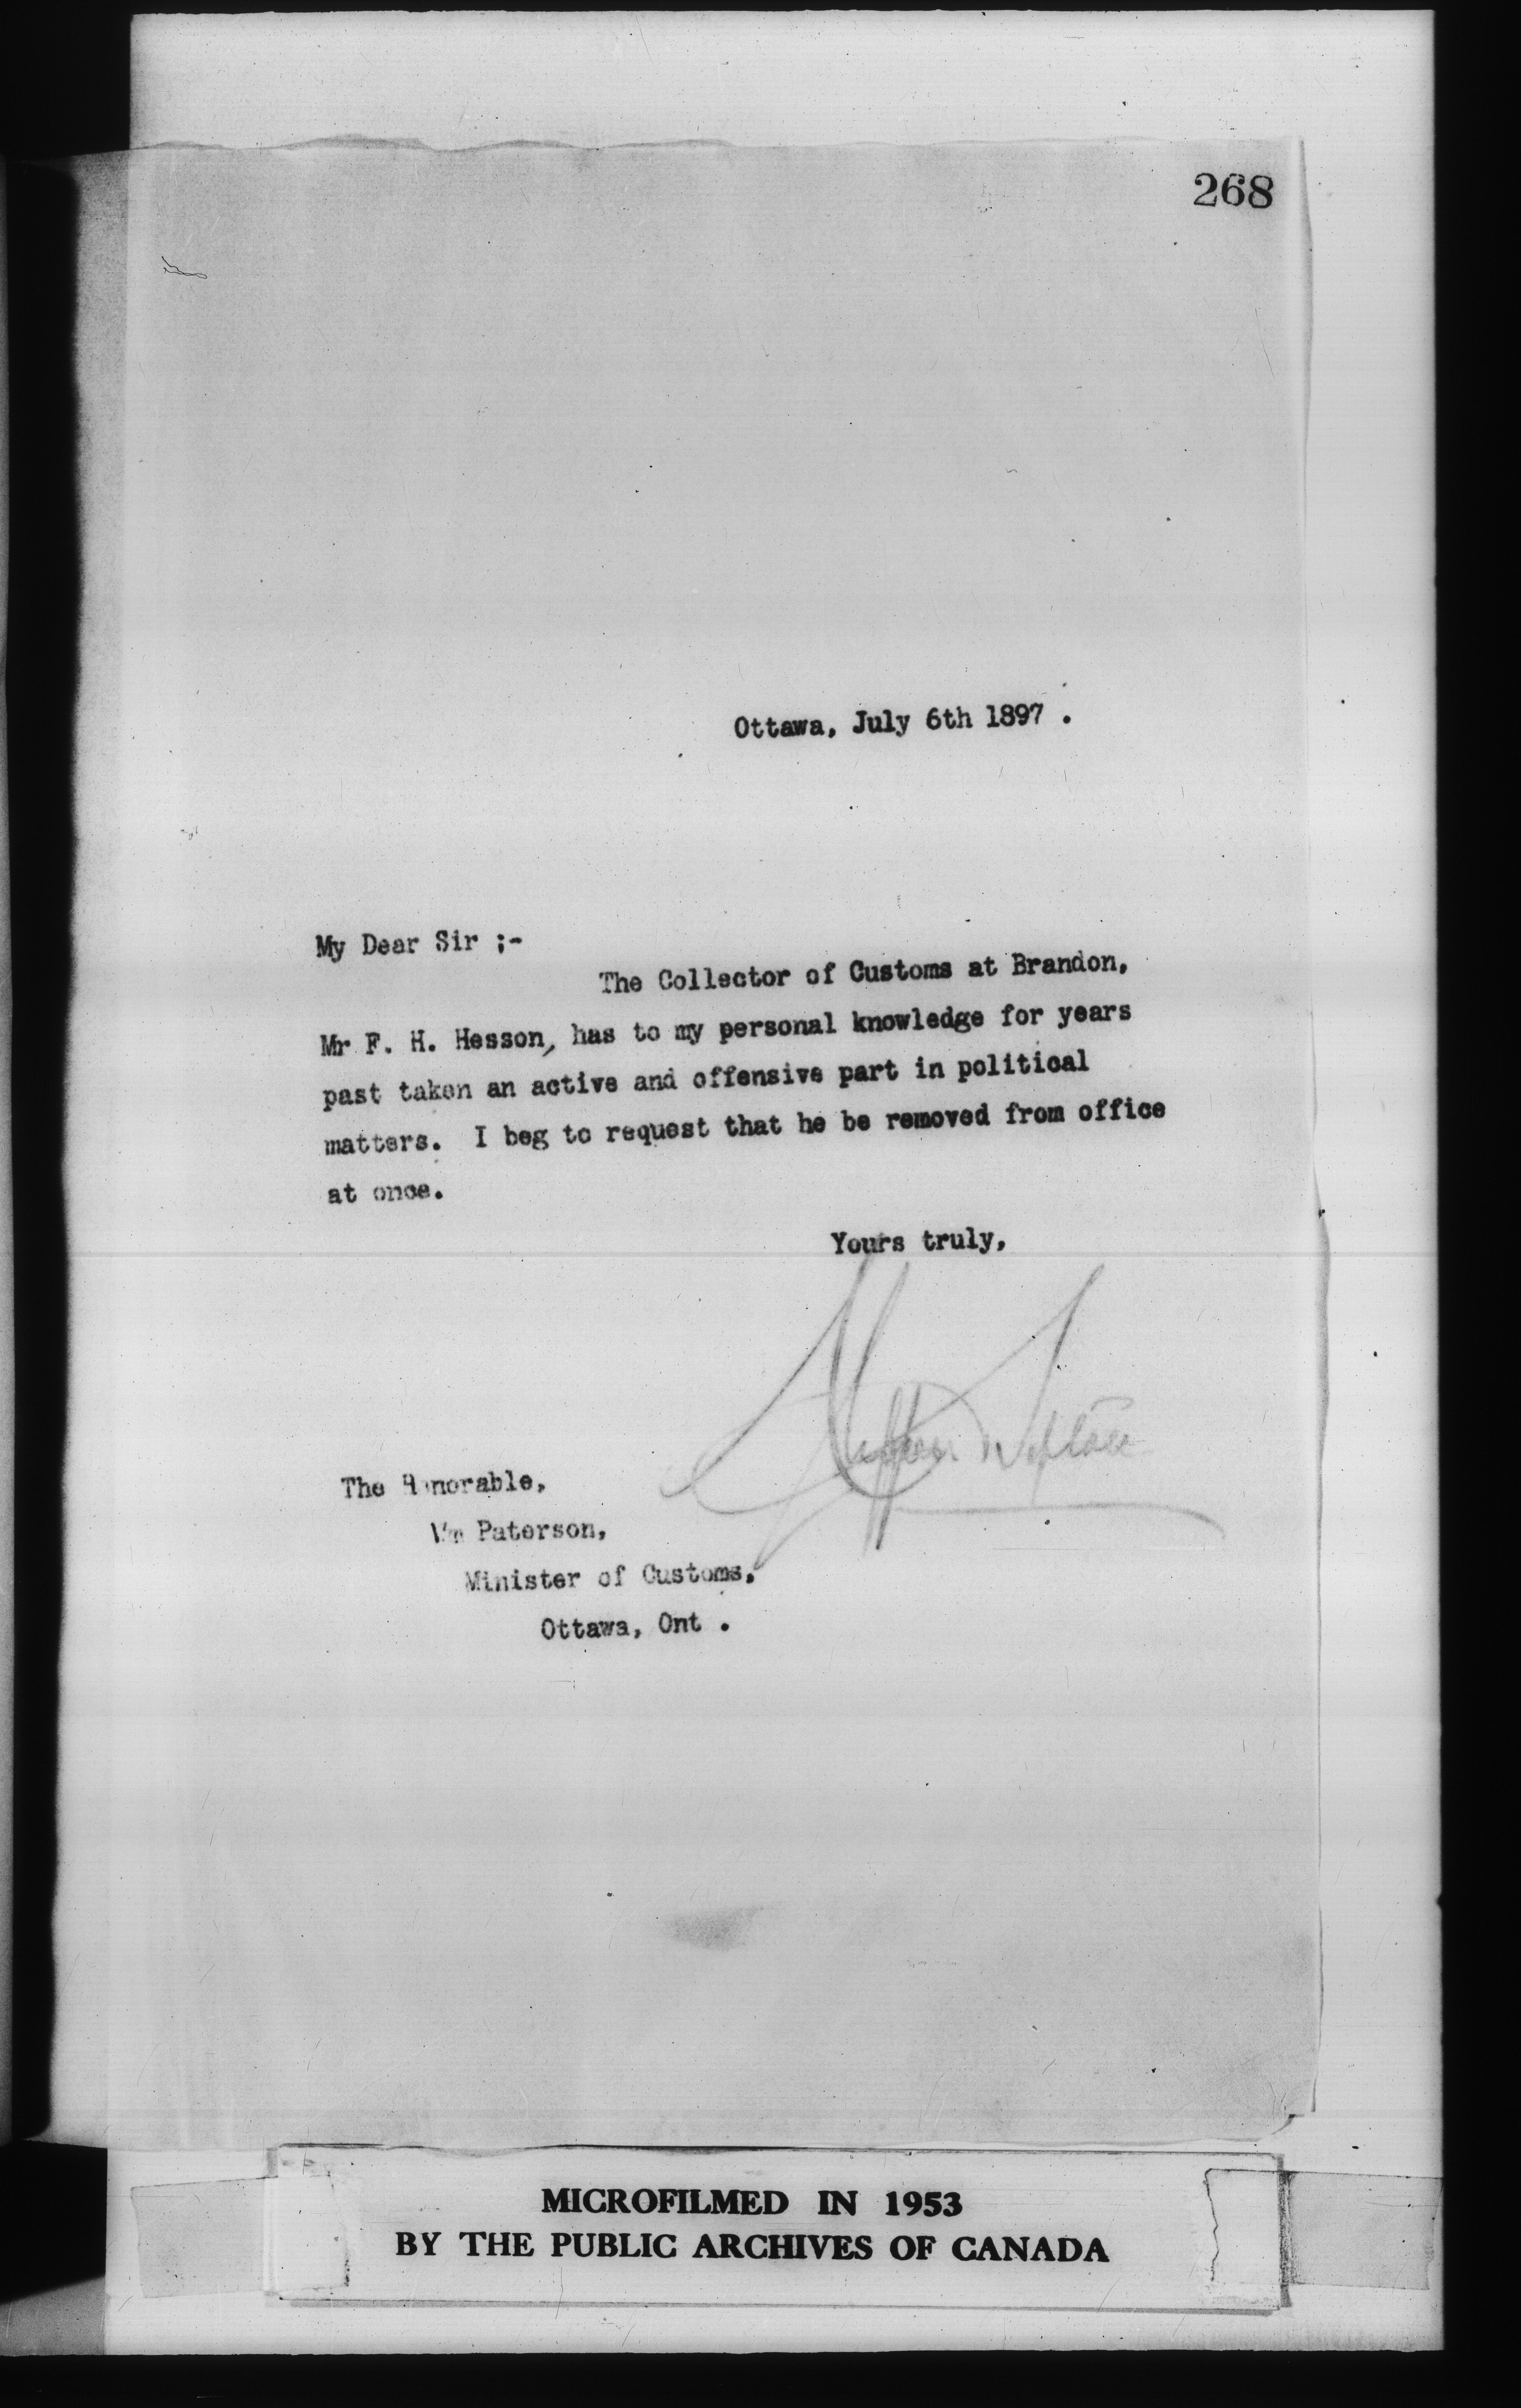 268
Ottawa, July 6th 1897 .
My Dear Sir ;-
The Collector of Customs at Brandon,
Mr F. H. Hesson, has to my personal knowledge for years
past taken an active and offensive part in political
matters. I beg to request that he be removed from office
at once.
Yours truly,
Clifford Sifton
The Honorable,
Wm Paterson,
Minister of Customs,
Ottawa, Ont .
MICROFILMED IN 1953
BY THE PUBLIC ARCHIVES OF CANADA